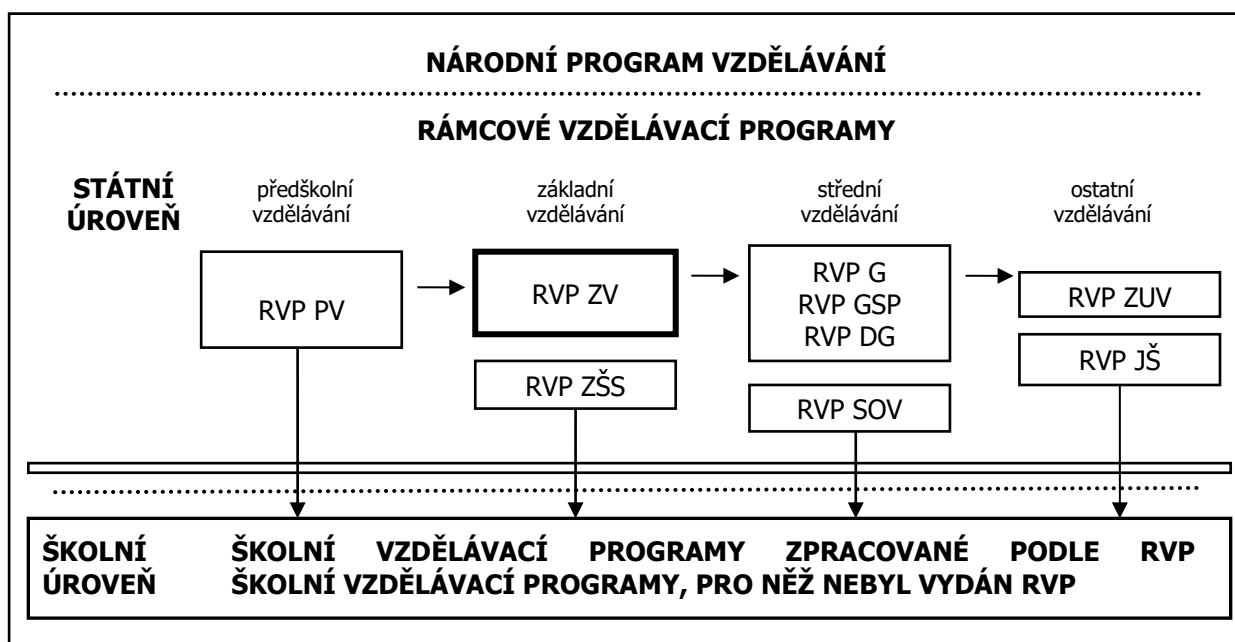 NÁRODNÍ PROGRAM VZDĚLÁVÁNÍ
RÁMCOVÉ VZDĚLÁVACÍ PROGRAMY
STÁTNÍ
ÚROVEŇ
předškolní
vzdělávání
základní
vzdělávání
střední
vzdělávání
ostatní
vzdělávání
RVP PV
RVP ZV
RVP ZŠS
RVP G
RVP GSP
RVP DG
RVP SOV
RVP ZUV
RVP JŠ
ŠKOLNÍ
ÚROVEŇ
ŠKOLNÍ VZDĚLÁVACÍ PROGRAMY ZPRACOVANÉ PODLE RVP
ŠKOLNÍ VZDĚLÁVACÍ PROGRAMY, PRO NĚŽ NEBYL VYDÁN RVP